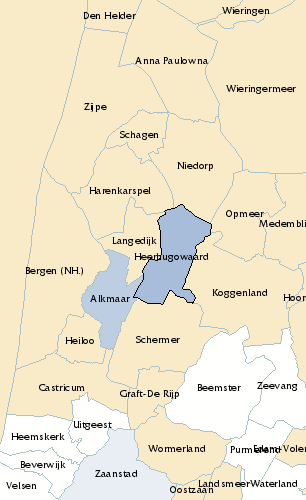 Den Helder
Wieringen
Anna Paulowna
Wieringermeer
Zijpe
Schagen
Niedorp
Harenkarspel
Opmeer
Medembli
Langedijk
Heerhugowaard
Bergen (NH.)
Alkmaar
Koggenland
Hoor
Heiloo
Schermer
Castricum
Graft-De Rijp
Beemster
Zeevang
Uitgeest
Heemskerk
Wormerland
Purmerend
Edam-Volen
Beverwijk
Zaanstad
Velsen
Oostzaan
Landsmeer
Waterland